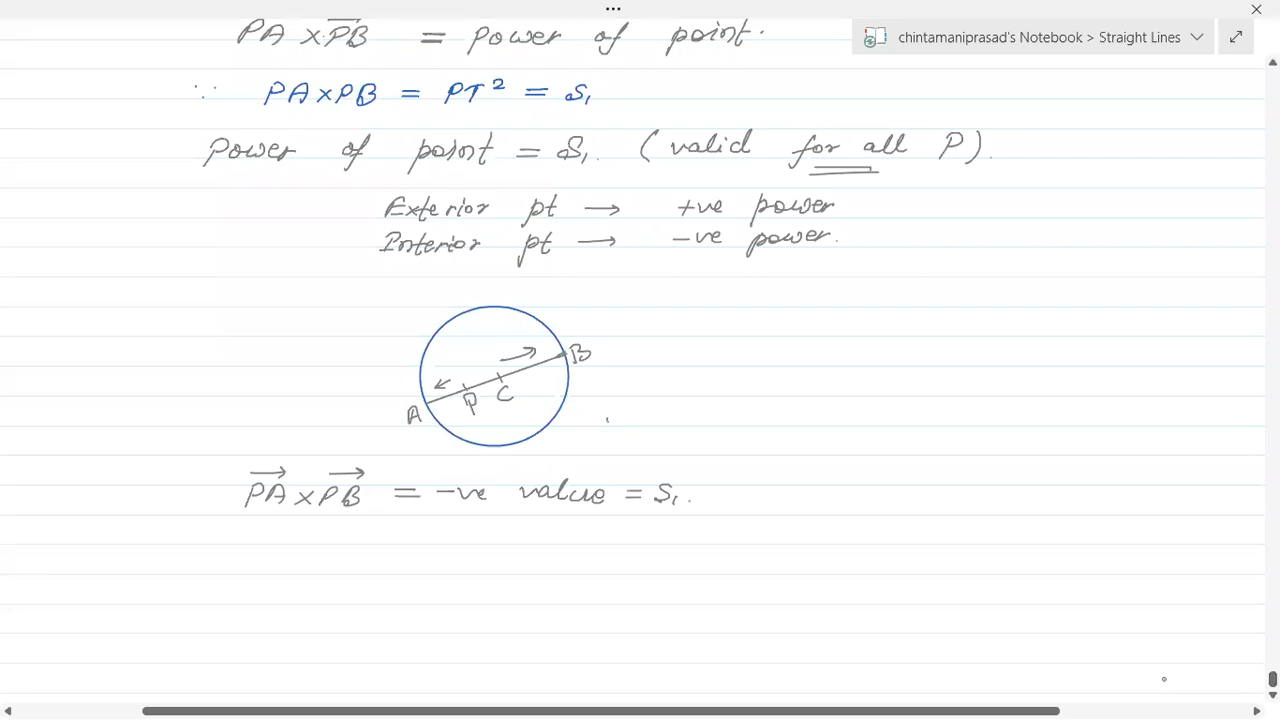 PA × PB = Power of point.
chintamaniprasad's Notebook > Straight Lines
∵ PA×PB = PT² = S₁
Power of point = S₁. (valid for all P).
Exterior pt → +ve power
Interior pt → -ve power.
B
C
P
A
PA × PB = -ve value = S₁.